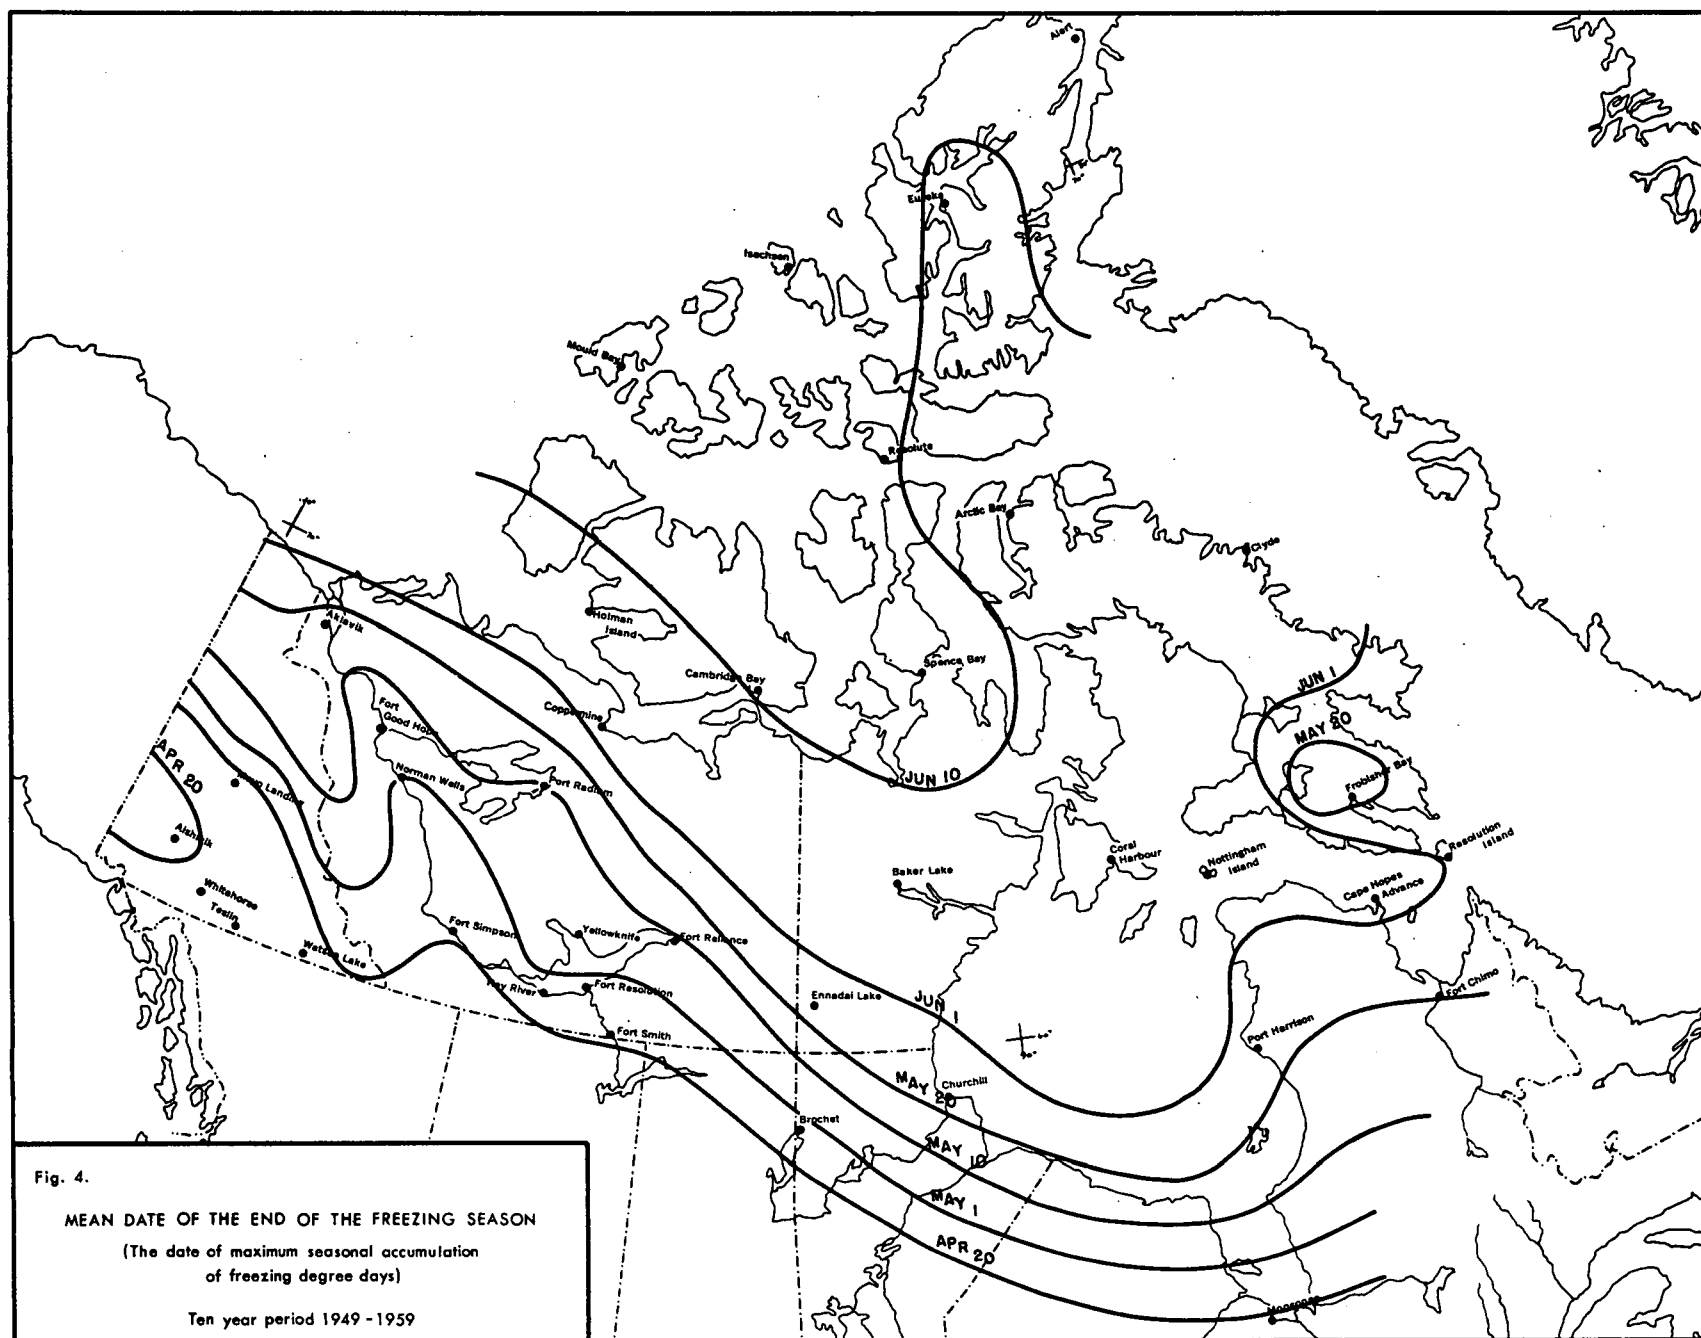 Alert
Eureka
Isachsen
Mould Bay
Resolute
Arctic Bay
Clyde
Aklavik
Holman
Island
Spence Bay
Cambridge Bay
JUN 1
Fort
Good Hope
Coppermine
MAY 20
APR 20
JUN 10
Norman Wells
Port Radium
Frobisher Bay
Aishihik
Resolution
Island
Coral
Harbour
Nottingham
Island
Baker Lake
Cape Hopes
Advance
Whitehorse
Teslin
Fort Simpson
Yellowknife
Fort Reliance
Watson Lake
Hay River
Fort Resolution
Ennadai Lake
JUN 1
Fort Chimo
Fort Smith
Port Harrison
MAY 20
Churchill
Brochet
MAY 10
MAY 1
APR 20
Moosonee
Fig. 4.
MEAN DATE OF THE END OF THE FREEZING SEASON
(The date of maximum seasonal accumulation
of freezing degree days)
Ten year period 1949 - 1959